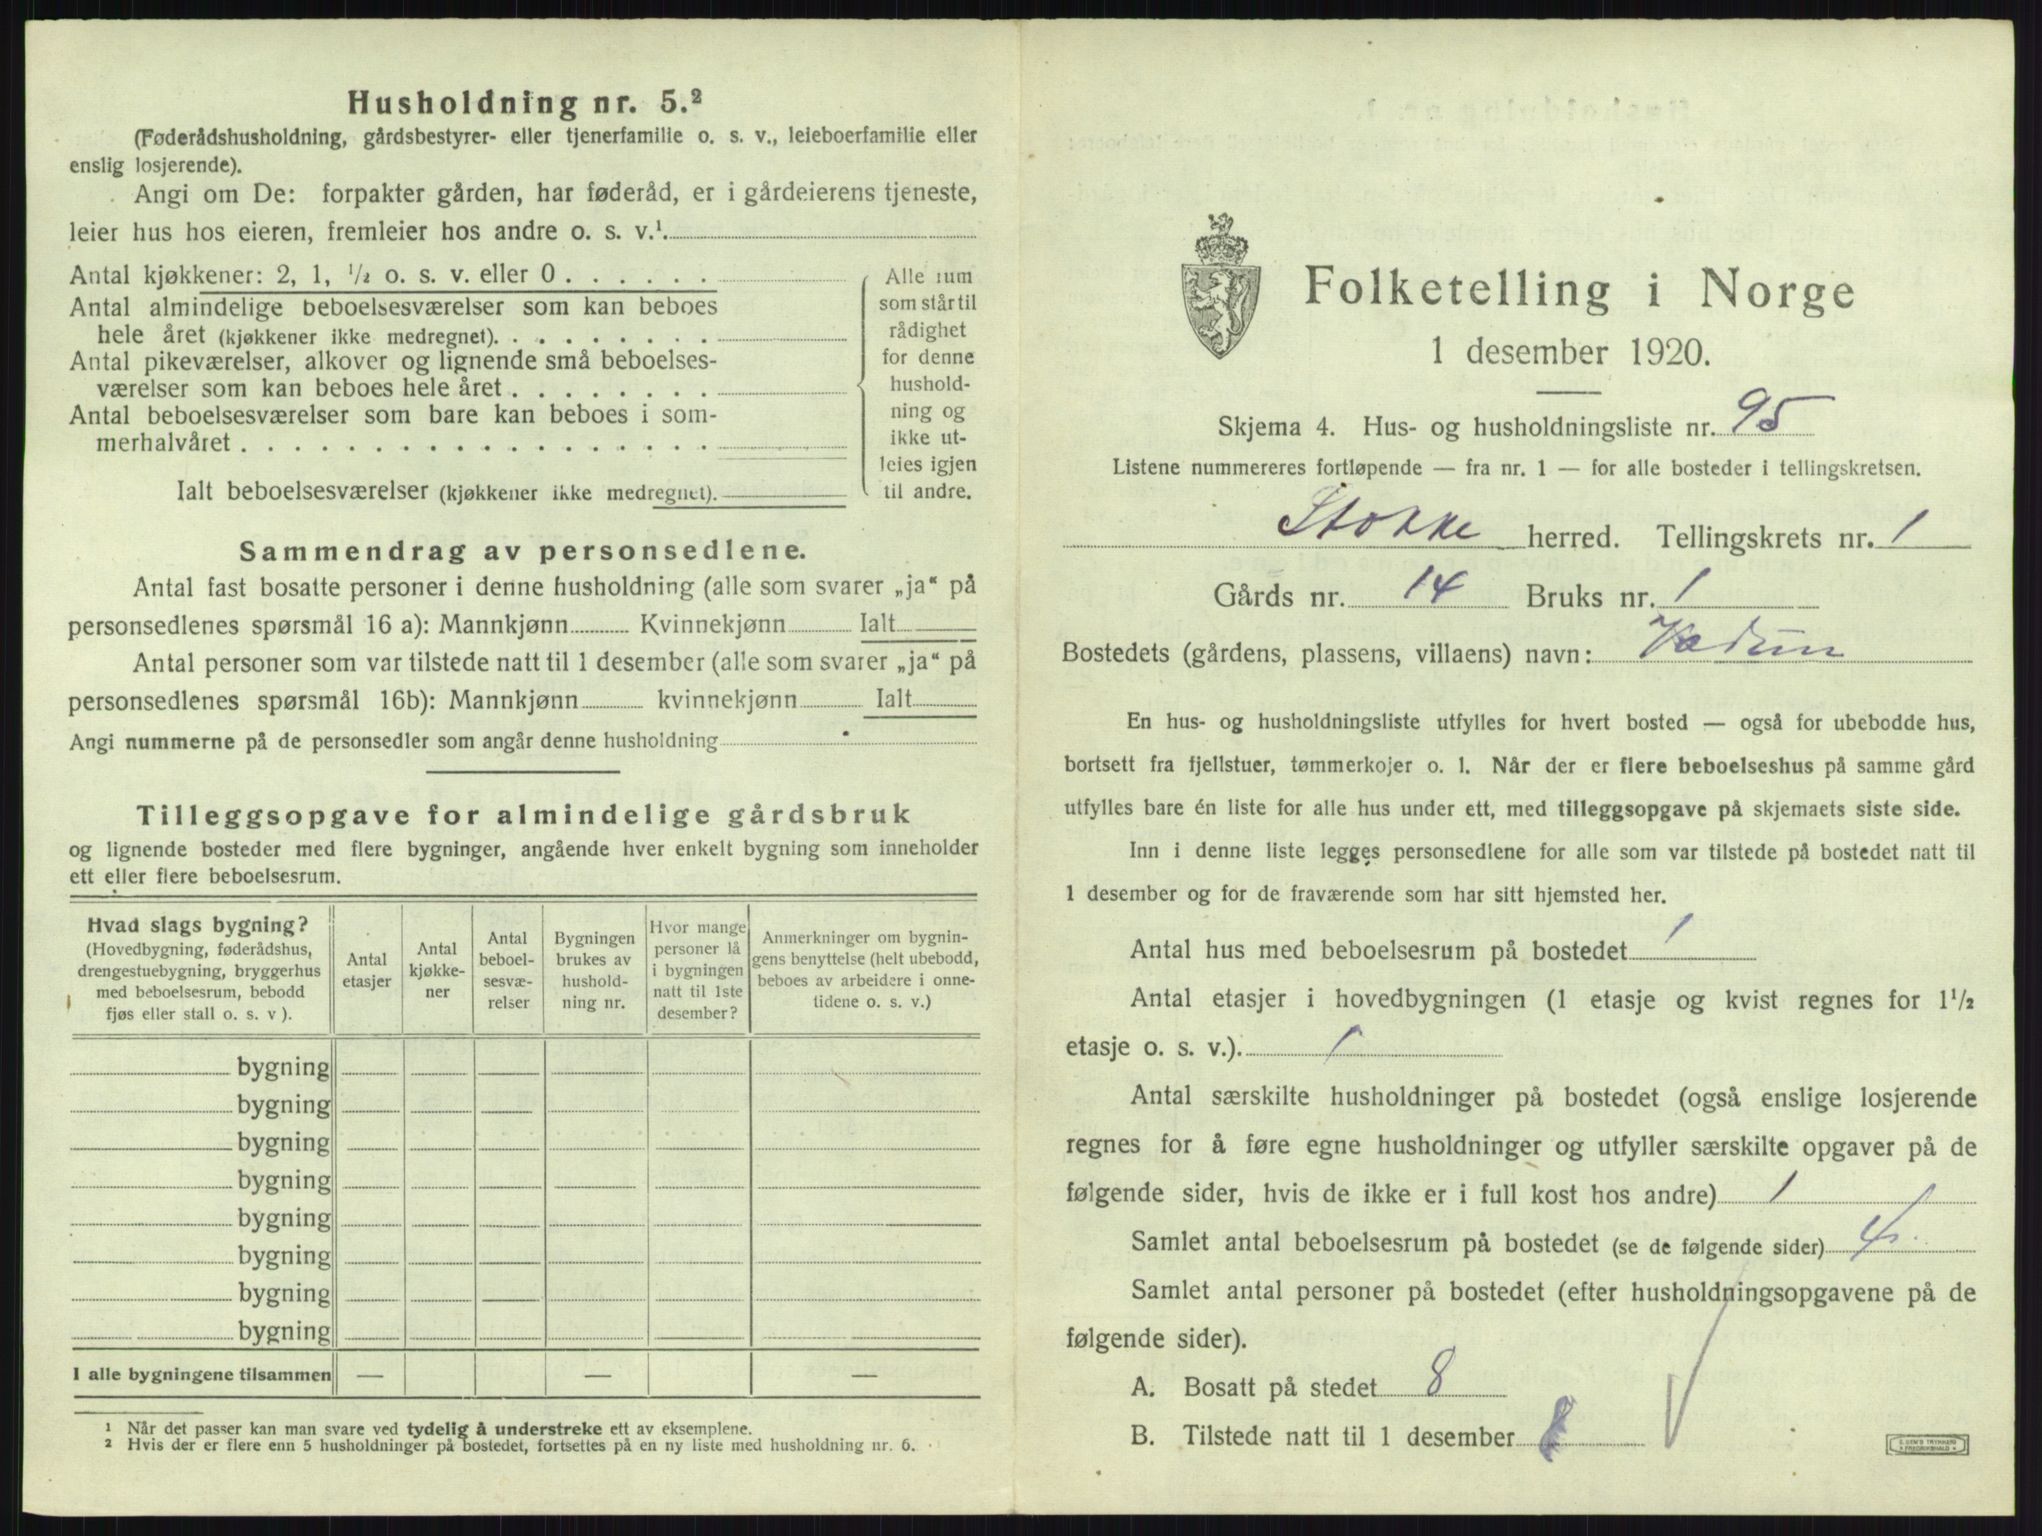 Husholdning nr. 5.²
(Føderådshusholdning, gårdsbestyrer- eller tjenerfamilie o. s. v., leieboerfamilie eller
enslig losjerende).
Angi om De: forpakter gården, har føderåd, er i gårdeierens tjeneste,
leier hus hos eieren, fremleier hos andre o. s. v.¹.
Antal kjøkkener: 2, 1, ½ o. s. v. eller 0 . . . . . .
Antal almindelige beboelsesværelser som kan beboes
hele året (kjøkkener ikke medregnet). . . . . . . . .
Antal pikeværelser, alkover og lignende små beboelses-
værelser som kan beboes hele året . . . . . . . .
Antal beboelsesværelser som bare kan beboes i som-
merhalvåret . . . . . . . . . . . . . . . . . .
Ialt beboelsesværelser (kjøkkener ikke medregnet).
Alle rum
som står til
rådighet
for denne
hushold-
ning og
ikke ut-
leies igjen
til andre.
Sammendrag av personsedlene.
Antal fast bosatte personer i denne husholdning (alle som svarer „ja“ på
personsedlenes spørsmål 16 a): Mannkjønn Kvinnekjønn Ialt
Antal personer som var tilstede natt til 1 desember (alle som svarer „ja“ på
personsedlenes spørsmål 16b): Mannkjønn kvinnekjønn Ialt
Angi nummerne på de personsedler som angår denne husholdning
Tilleggsopgave for almindelige gårdsbruk
og lignende bosteder med flere bygninger, angående hver enkelt bygning som inneholder
ett eller flere beboelsesrum.
Hvad slags bygning?
(Hovedbygning, føderådshus,
drengestuebygning, bryggerhus
med beboelsesrum, bebodd
fjøs eller stall o. s. v ).
Antal
etasjer
Antal
kjøkke-
ner
Antal
beboel-
sesvæ-
relser
Bygningen
brukes av
hushold-
ning nr.
Hvor mange
personer lå
i bygningen
natt til 1ste
desember?
Anmerkninger om bygnin-
gens benyttelse (helt ubebodd,
beboes av arbeidere i onne-
tidene o. s. v.)
bygning
bygning
bygning
bygning
bygning
bygning
bygning
bygning
I alle bygningene tilsammen — — —
¹ Når det passer kan man svare ved tydelig å understreke ett av eksemplene.
² Hvis der er flere enn 5 husholdninger på bostedet, fortsettes på en ny liste med husholdning nr. 6.
Folketelling i Norge
1 desember 1920.
Skjema 4. Hus- og husholdningsliste nr. 95
Listene nummereres fortløpende — fra nr. 1 — for alle bosteder i tellingskretsen.
Stokke herred. Tellingskrets nr. 1
Gårds nr. 14 Bruks nr. 1
Bostedets (gårdens, plassens, villaens) navn:
En hus- og husholdningsliste utfylles for hvert bosted — også for ubebodde hus,
bortsett fra fjellstuer, tømmerkojer o. l. Når der er flere beboelseshus på samme gård
utfylles bare én liste for alle hus under ett, med tilleggsopgave på skjemaets siste side.
Inn i denne liste legges personsedlene for alle som var tilstede på bostedet natt til
1 desember og for de fraværende som har sitt hjemsted her.
Antal hus med beboelsesrum på bostedet 1
Antal etasjer i hovedbygningen (1 etasje og kvist regnes for 1½
etasje o. s. v.). 1
Antal særskilte husholdninger på bostedet (også enslige losjerende
regnes for å føre egne husholdninger og utfyller særskilte opgaver på de
følgende sider, hvis de ikke er i full kost hos andre) 1
Samlet antal beboelsesrum på bostedet (se de følgende sider) 4
Samlet antal personer på bostedet (efter husholdningsopgavene på de
følgende sider).
A. Bosatt på stedet 8
B. Tilstede natt til 1 desember 8